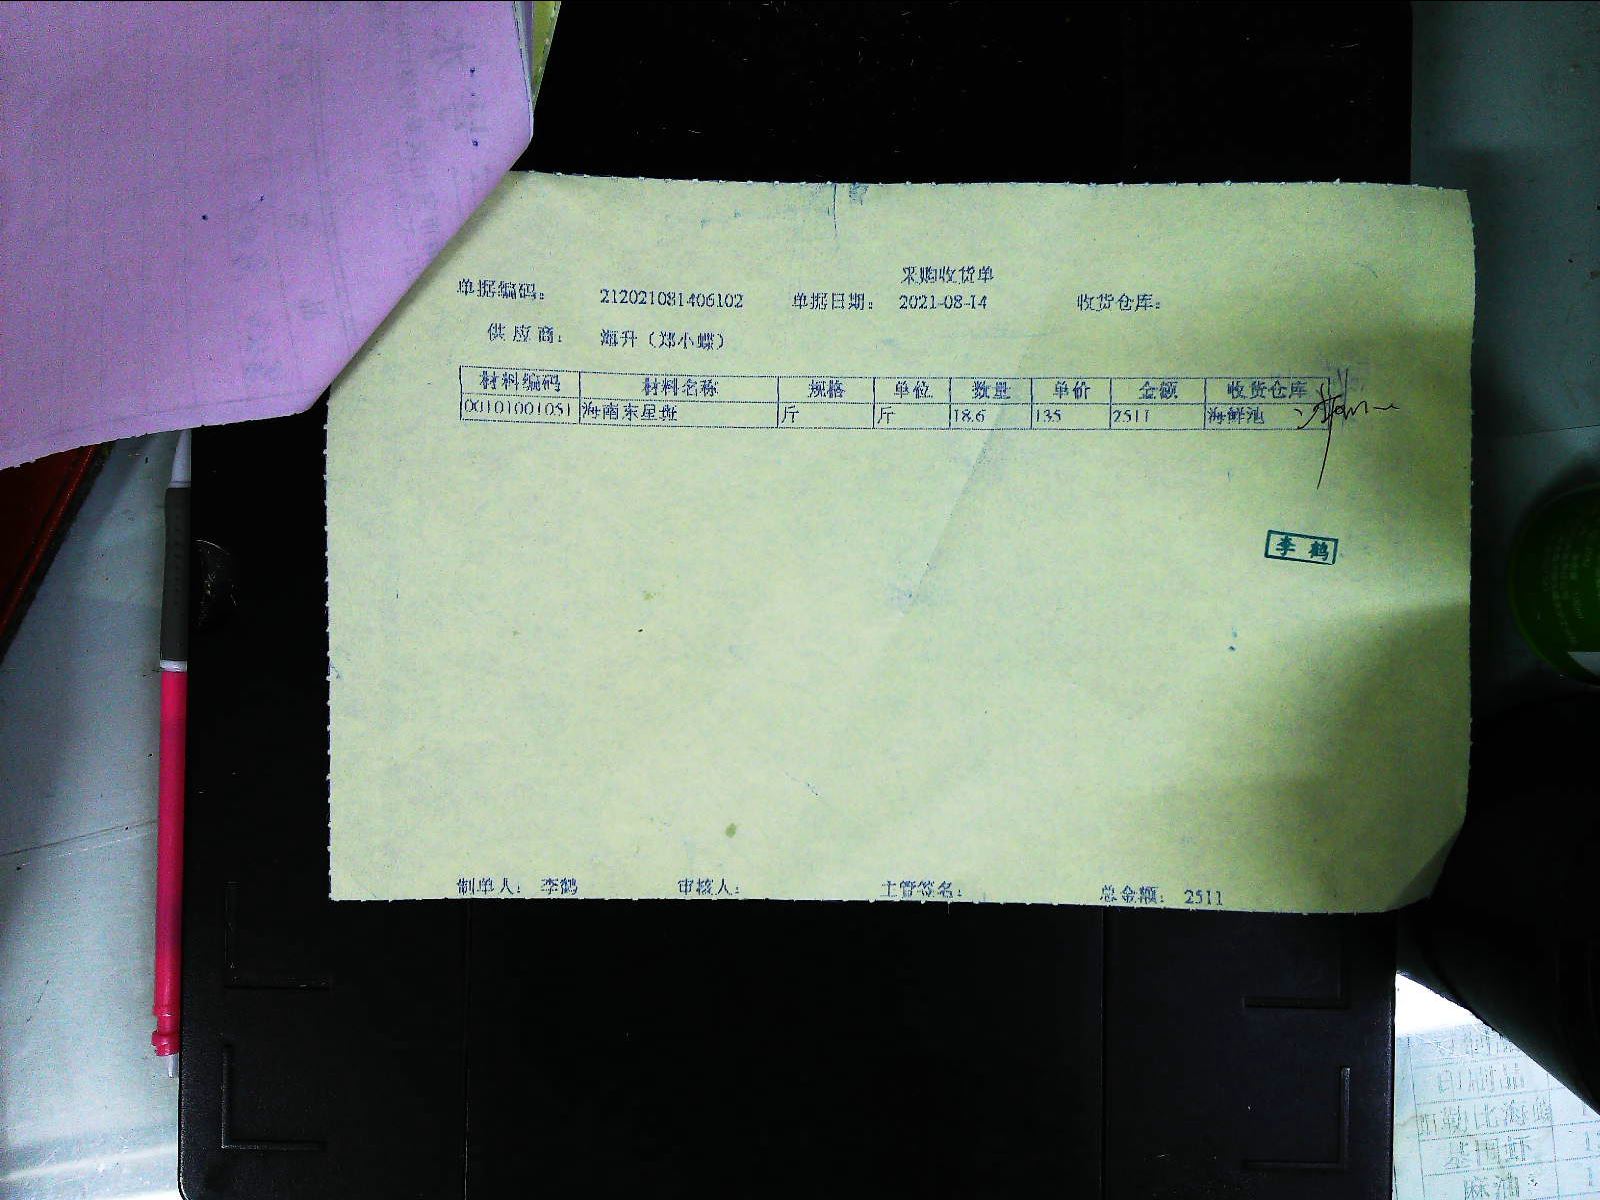 采购收货单
单据编码： 212021081406102 单据日期： 2021-08-14 收货仓库：
供应商： 海升（郑小蝶）
材料编码 材料名称 规格 单位 数量 单价 金额 收货仓库
00101001051 海南东星斑 斤 斤 18.6 135 2511 海鲜池
李鹤
制单人： 李鹤 审核人： 主管签名： 总金额： 2511
印刷品
基围虾
麻油